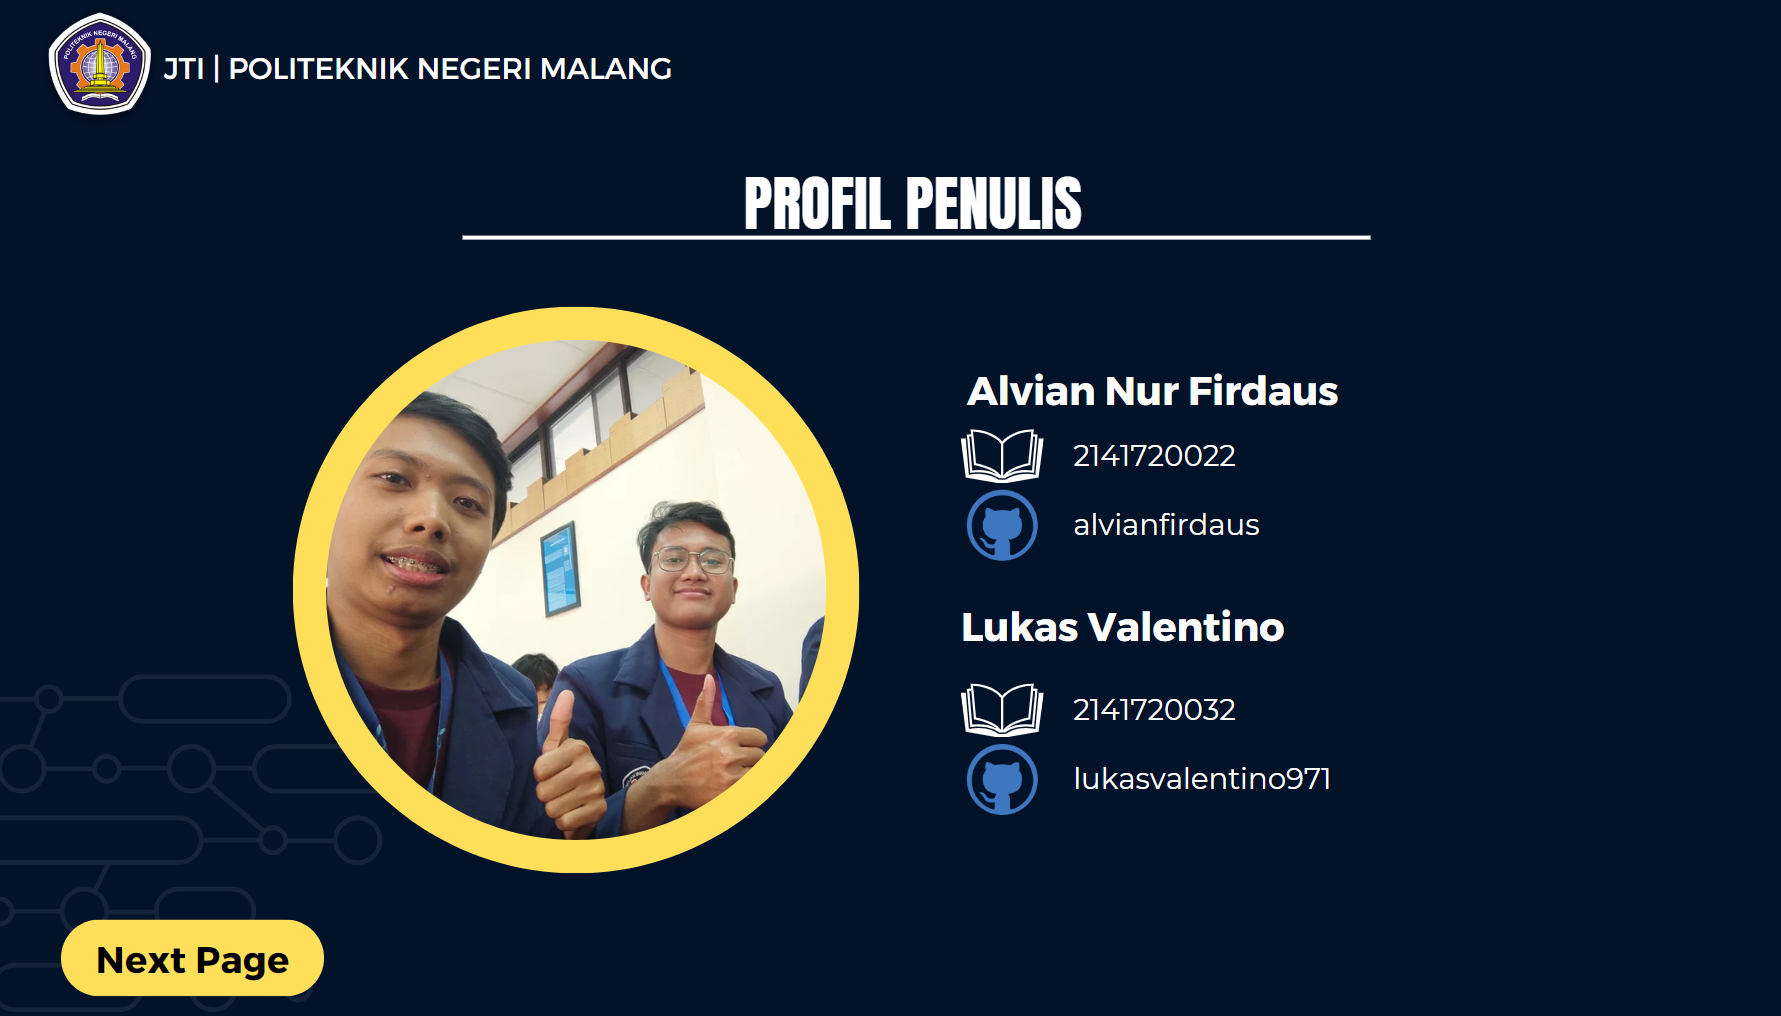 POLITEKNIK NEGERI MALANG
JTI | POLITEKNIK NEGERI MALANG
PROFIL PENULIS
Alvian Nur Firdaus
2141720022
alvianfirdaus
Lukas Valentino
2141720032
lukasvalentino971
Next Page